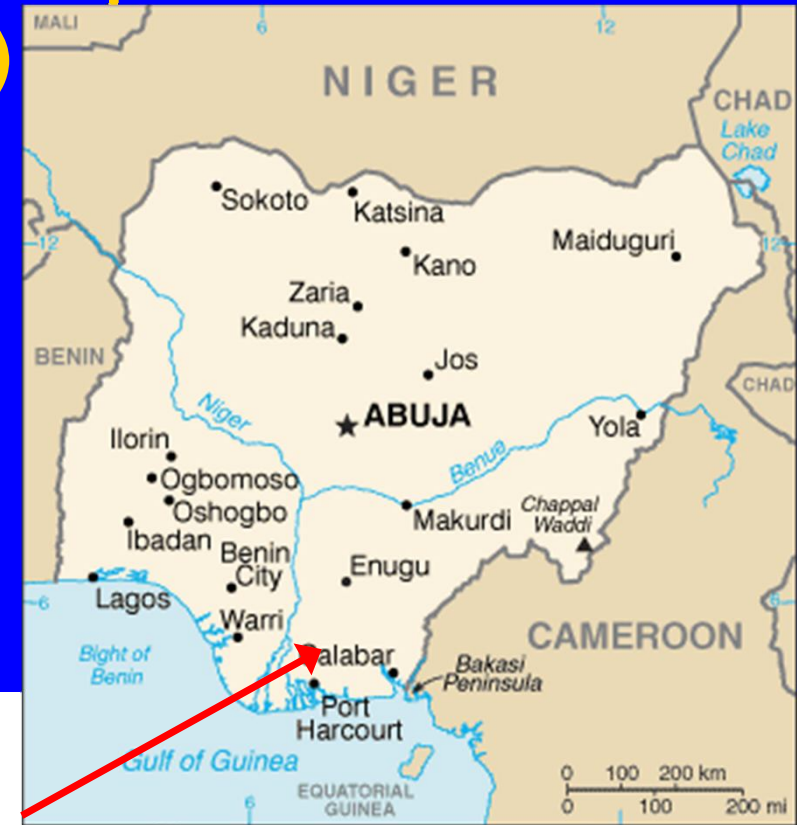 MALI
6
12
NIGER
CHAD
Lake
Chad
Sokoto
Katsina
12
Maiduguri
12
Kano
Zaria
Kaduna
BENIN
Jos
CHAD
Niger
ABUJA
Yola
Ilorin
Benue
Ogbomoso
Oshogbo
Chappal
Waddi
Makurdi
Ibadan
Benin
City
Enugu
Lagos
6
6
Warri
CAMEROON
Bight of
Benin
alabar
Bakasi
Peninsula
Port
Harcourt
Gulf of Guinea
EQUATORIAL
GUINEA
0 100 200 km
0 100 200 mi
6